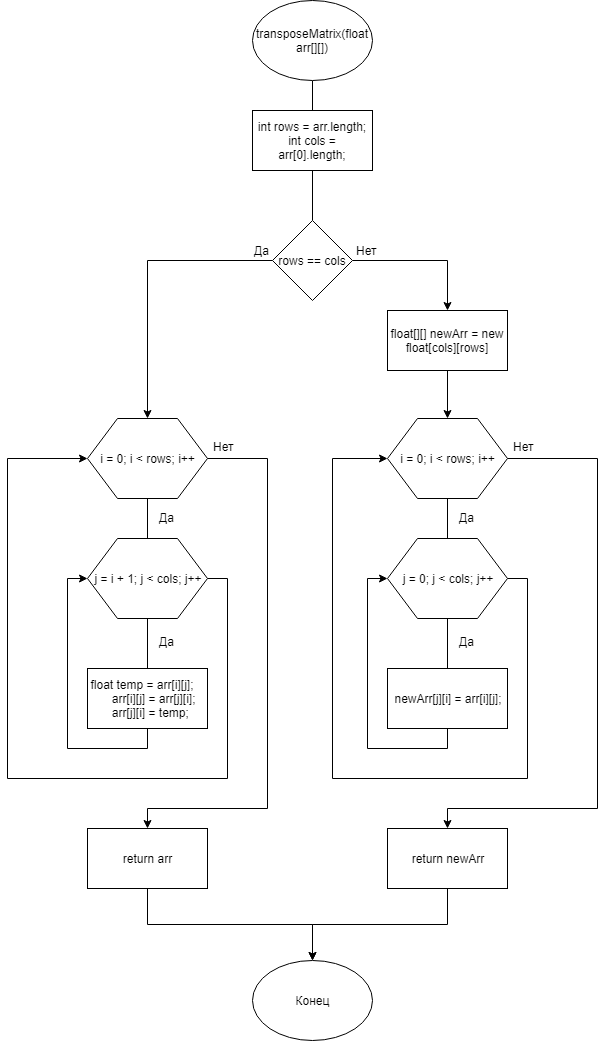 transposeMatrix(float
arr[][])
int rows = arr.length;
int cols =
arr[0].length;
Да
Нет
rows == cols
float[][] newArr = new
float[cols][rows]
i = 0; i < rows; i++
Нет
i = 0; i < rows; i++
Нет
Да
Да
j = i + 1; j < cols; j++
j = 0; j < cols; j++
Да
Да
float temp = arr[i][j];
arr[i][j] = arr[j][i];
arr[j][i] = temp;
newArr[j][i] = arr[i][j];
return arr
return newArr
Конец